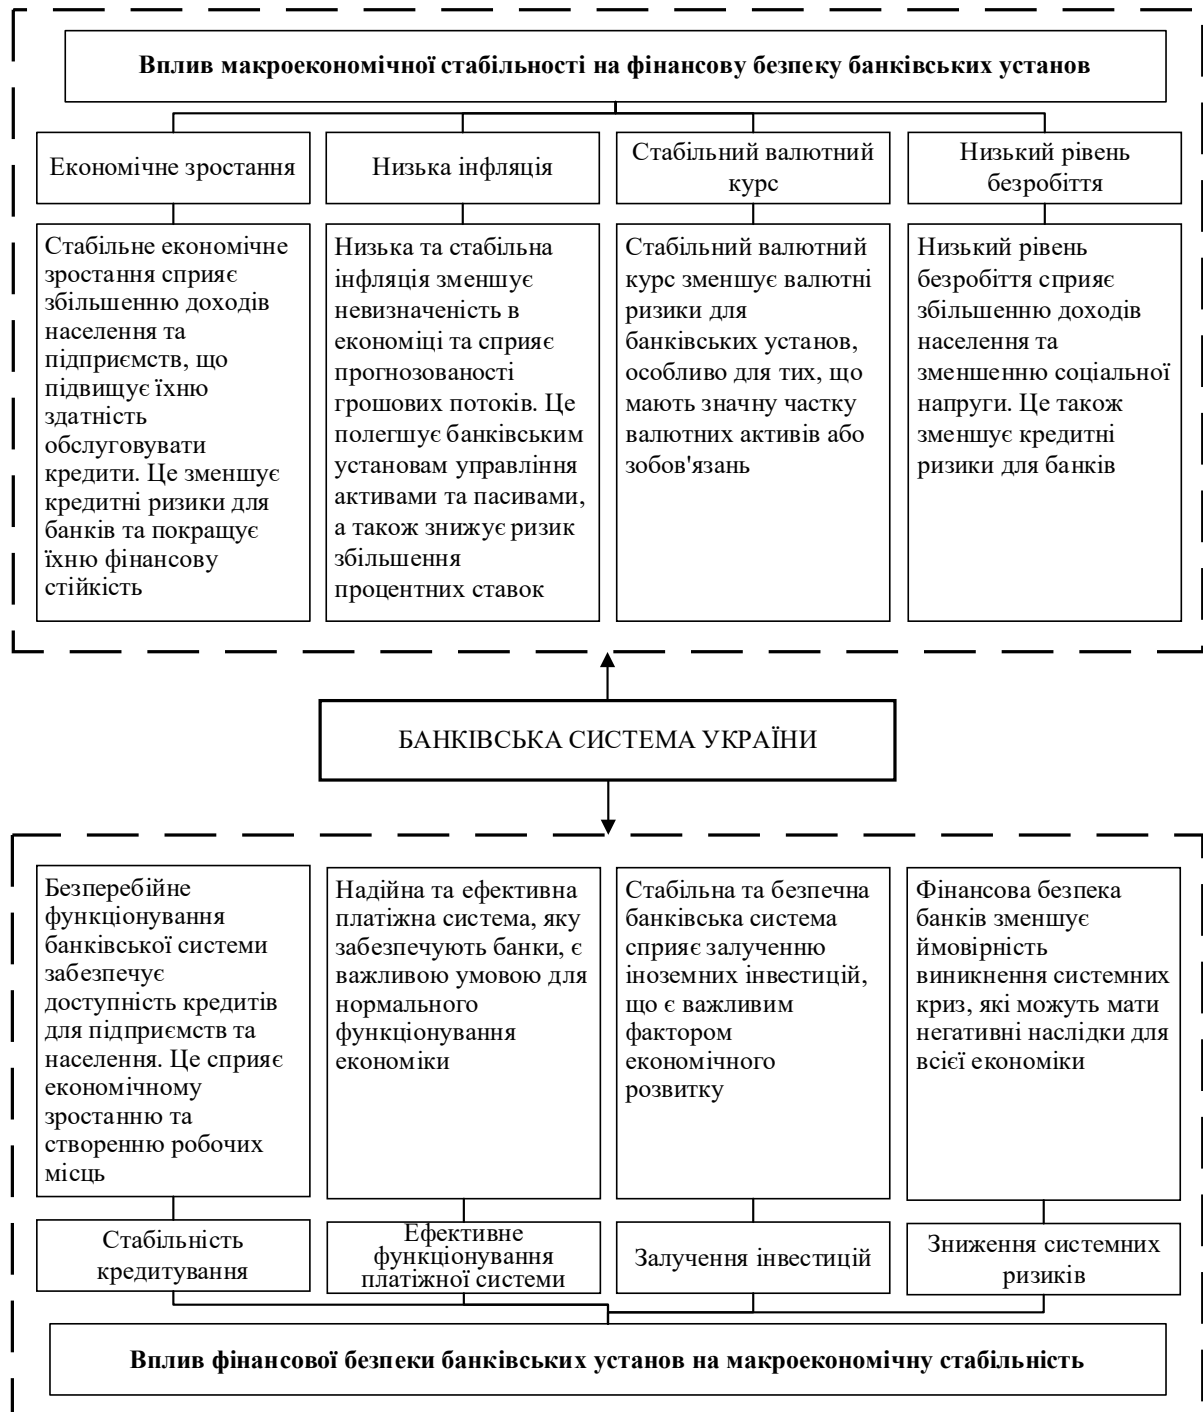 Вплив макроекономічної стабільності на фінансову безпеку банківських установ
Економічне зростання
Низька інфляція
Стабільний валютний
курс
Низький рівень
безробіття
Стабільне економічне
зростання сприяє
збільшенню доходів
населення та
підприємств, що
підвищує їхню
здатність
обслуговувати
кредити. Це зменшує
кредитні ризики для
банків та покращує
їхню фінансову
стійкість
Низька та стабільна
інфляція зменшує
невизначеність в
економіці та сприяє
прогнозованості
грошових потоків. Це
полегшує банківським
установам управління
активами та пасивами,
а також знижує ризик
збільшення
процентних ставок
Стабільний валютний
курс зменшує валютні
ризики для
банківських установ,
особливо для тих, що
мають значну частку
валютних активів або
зобов'язань
Низький рівень
безробіття сприяє
збільшенню доходів
населення та
зменшенню соціальної
напруги. Це також
зменшує кредитні
ризики для банків
БАНКІВСЬКА СИСТЕМА УКРАЇНИ
Безперебійне
функціонування
банківської системи
забезпечує
доступність кредитів
для підприємств та
населення. Це сприяє
економічному
зростанню та
створенню робочих
місць
Надійна та ефективна
платіжна система, яку
забезпечують банки, є
важливою умовою для
нормального
функціонування
економіки
Стабільна та безпечна
банківська система
сприяє залученню
іноземних інвестицій,
що є важливим
фактором
економічного
розвитку
Фінансова безпека
банків зменшує
ймовірність
виникнення системних
криз, які можуть мати
негативні наслідки для
всієї економіки
Стабільність
кредитування
Ефективне
функціонування
платіжної системи
Залучення інвестицій
Зниження системних
ризиків
Вплив фінансової безпеки банківських установ на макроекономічну стабільність